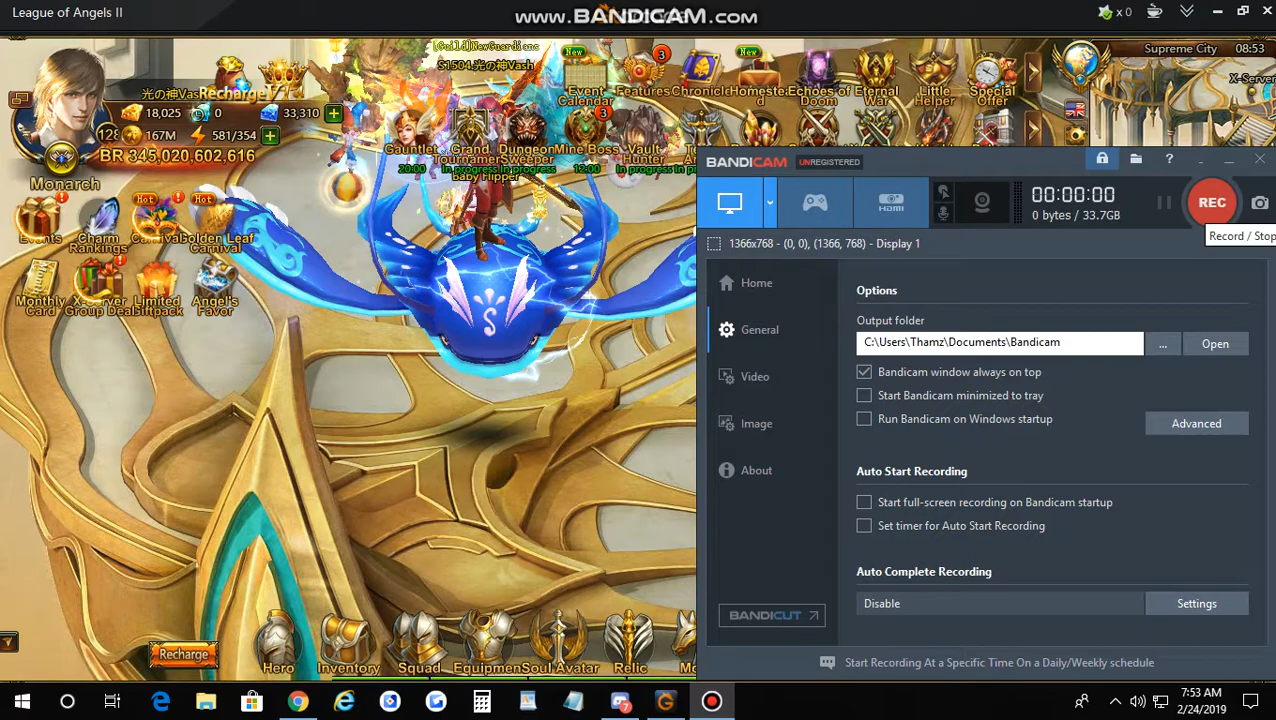 League of Angels II
www.BANDICAM.com
x 0
[Guild]NewGuardians
S1504.光の神Vash
Supreme City 08:53
X-Server
光の神Vash
Recharge
18,025 0 33,310
128 167M 581/354
BR 345,020,602,616
Monarch
New
Event Calendar
3
Features
Chronicle
New
Homestead
Echoes of Doom
Eternal War
Little Helper
Special Offer
Gauntlet
20:00
Grand Tournament
in progress
Dungeon Sweeper
in progress
3
Mine Boss
12:00
Vault Hunter
Baby Flipper
Events
Charm Rankings
Hot
Carnival
Hot
Golden Leaf Carnival
Monthly Card
X-Server Group Deal
Limited Giftpack
Angel's Favor
Recharge
Hero
Inventory
Squad
Equipment
Soul Avatar
Relic
BANDICAM UNREGISTERED
HDMI
00:00:00
0 bytes / 33.7GB
REC
Record / Stop
1366x768 - (0, 0), (1366, 768) - Display 1
Home
General
Video
Image
About
BANDICUT
Options
Output folder
C:\Users\Thamz\Documents\Bandicam
...
Open
Bandicam window always on top
Start Bandicam minimized to tray
Run Bandicam on Windows startup
Advanced
Auto Start Recording
Start full-screen recording on Bandicam startup
Set timer for Auto Start Recording
Auto Complete Recording
Disable
Settings
Start Recording At a Specific Time On a Daily/Weekly schedule
7:53 AM
2/24/2019